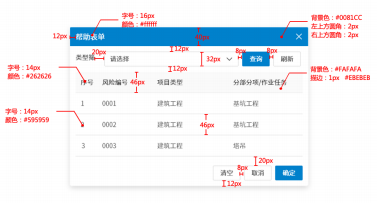 字号：16px
颜色：#ffffff
背景色：#0081CC
左上方圆角：2px
右上方圆角：2px
12px
帮助表单
12px
字号：14px
颜色：#262626
类型
20px
请选择
32px
8px
查询
8px
刷新
12px
序号
风险编号
46px
项目类型
分部分项/作业任务
背景色：#FAFAFA
描边：1px #EBEBEB
字号：14px
颜色：#595959
1
0001
建筑工程
基坑工程
0002
建筑工程
46px
基坑工程
3
0003
建筑工程
塔吊
20px
清空
8px
取消
确定
12px